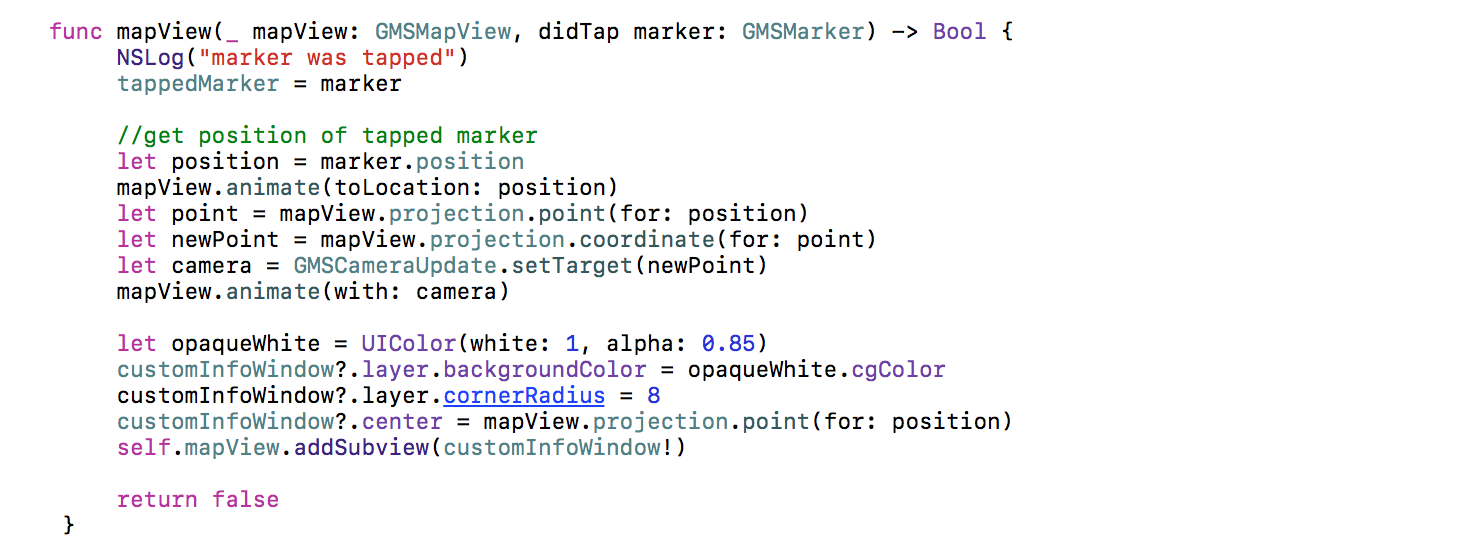 func mapView(_ mapView: GMSMapView, didTap marker: GMSMarker) -> Bool {
NSLog("marker was tapped")
tappedMarker = marker
//get position of tapped marker
let position = marker.position
mapView.animate(toLocation: position)
let point = mapView.projection.point(for: position)
let newPoint = mapView.projection.coordinate(for: point)
let camera = GMSCameraUpdate.setTarget(newPoint)
mapView.animate(with: camera)
let opaqueWhite = UIColor(white: 1, alpha: 0.85)
customInfoWindow?.layer.backgroundColor = opaqueWhite.cgColor
customInfoWindow?.layer.cornerRadius = 8
customInfoWindow?.center = mapView.projection.point(for: position)
self.mapView.addSubview(customInfoWindow!)
return false
}